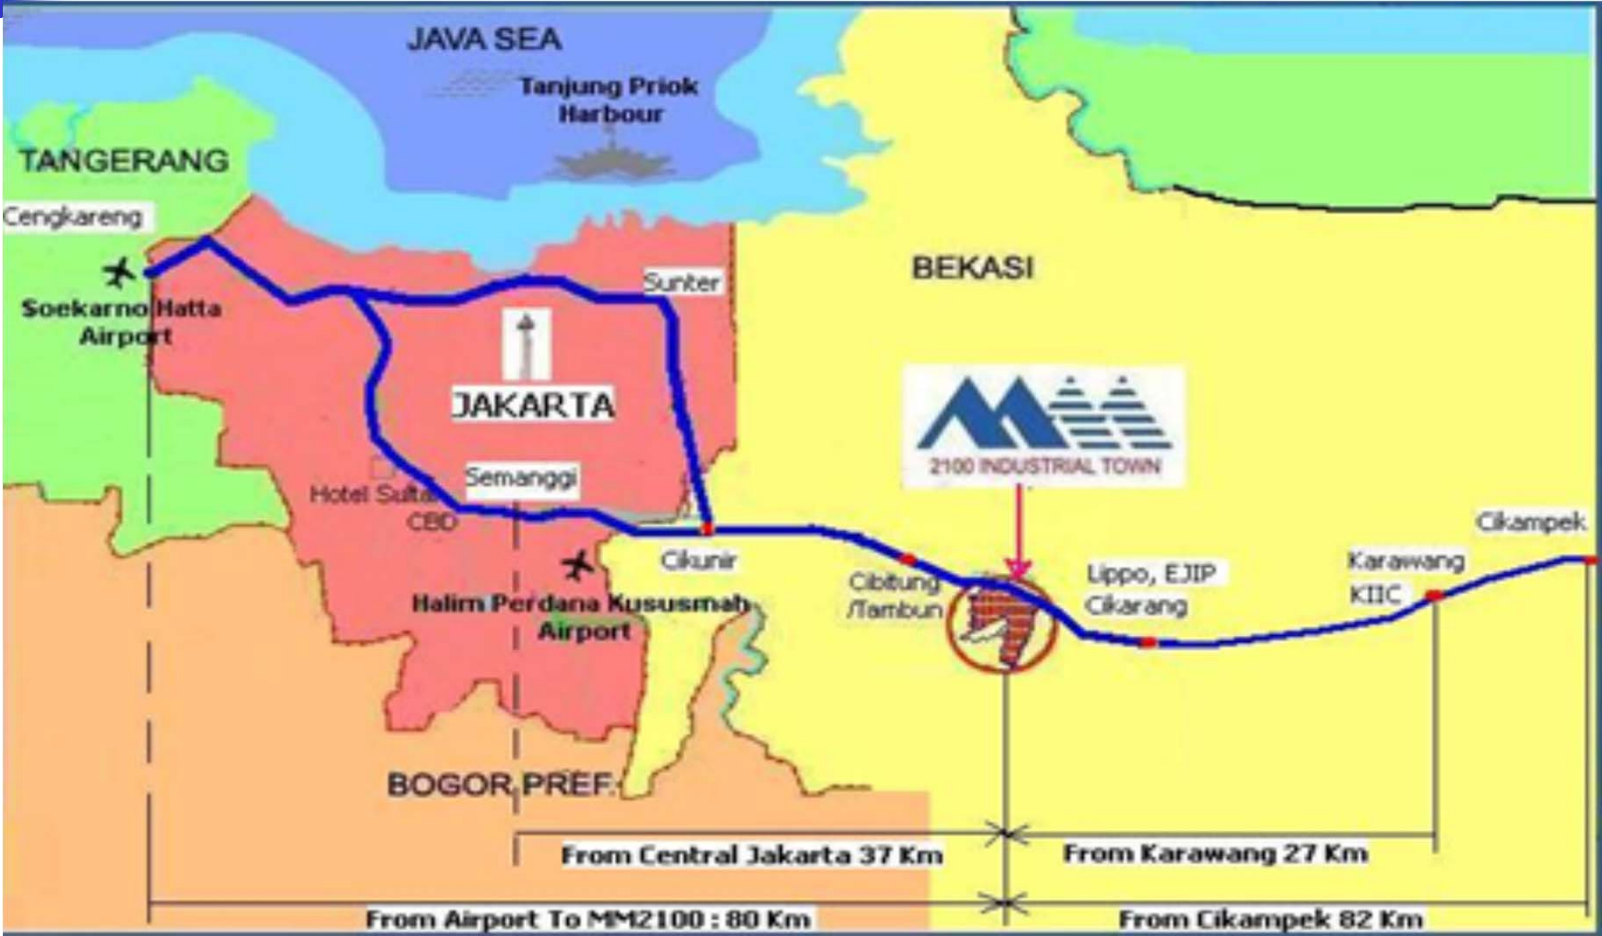 JAVA SEA
Tanjung Priok
Harbour
TANGERANG
Cengkareng
Soekarno Hatta
Airport
Sunter
BEKASI
JAKARTA
2100 INDUSTRIAL TOWN
Semanggi
Hotel Sultan
CBD
Cikunir
Cikampek
Karawang
KIIC
Cibitung
/Tambun
Lippo, EJIP
Cikarang
Halim Perdana Kususmah
Airport
BOGOR PREF.
From Central Jakarta 37 Km
From Karawang 27 Km
From Airport To MM2100 : 80 Km
From Cikampek 82 Km